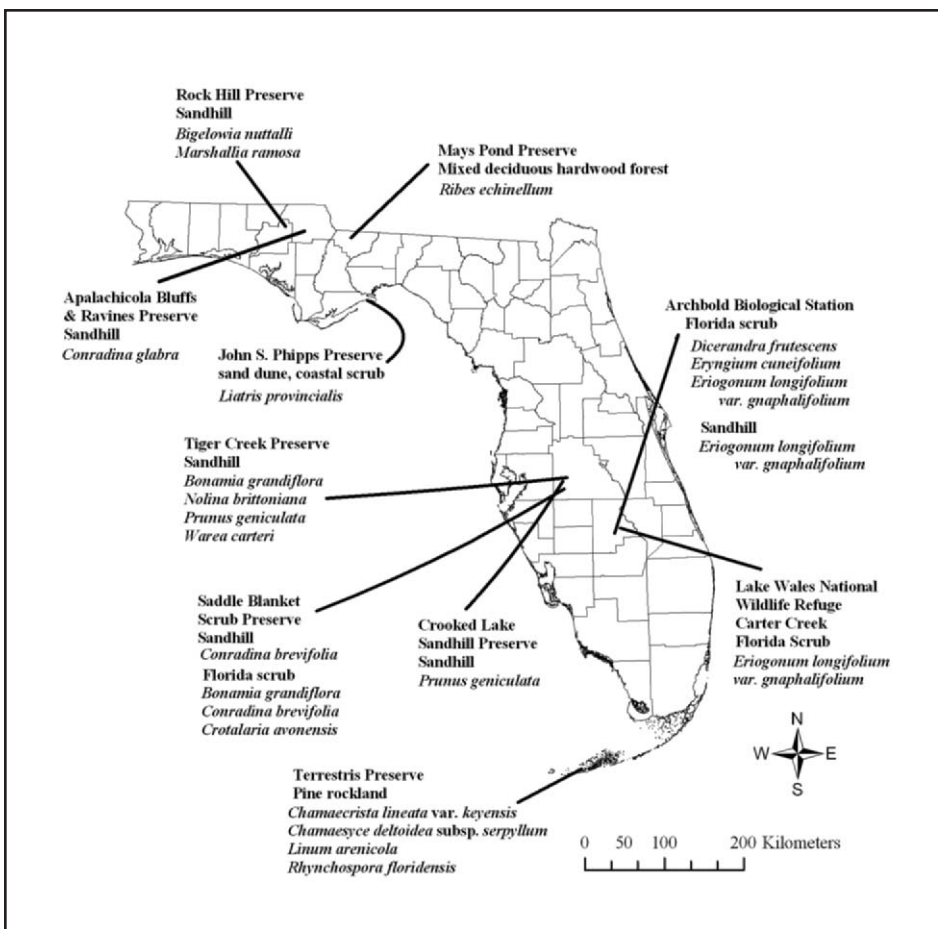 Rock Hill Preserve
Sandhill
Bigelowia nuttalli
Marshallia ramosa
Mays Pond Preserve
Mixed deciduous hardwood forest
Ribes echinellum
Apalachicola Bluffs
& Ravines Preserve
Sandhill
Conradina glabra
John S. Phipps Preserve
sand dune, coastal scrub
Liatris provincialis
Archbold Biological Station
Florida scrub
Dicerandra frutescens
Eryngium cuneifolium
Eriogonum longifolium
var. gnaphalifolium
Sandhill
Eriogonum longifolium
var. gnaphalifolium
Tiger Creek Preserve
Sandhill
Bonamia grandiflora
Nolina brittoniana
Prunus geniculata
Warea carteri
Saddle Blanket
Scrub Preserve
Sandhill
Conradina brevifolia
Florida scrub
Bonamia grandiflora
Conradina brevifolia
Crotalaria avonensis
Crooked Lake
Sandhill Preserve
Sandhill
Prunus geniculata
Lake Wales National
Wildlife Refuge
Carter Creek
Florida Scrub
Eriogonum longifolium
var. gnaphalifolium
Terrestris Preserve
Pine rockland
Chamaecrista lineata var. keyensis
Chamaesyce deltoidea subsp. serpyllum
Linum arenicola
Rhynchospora floridensis
N
W E
S
0 50 100 200 Kilometers